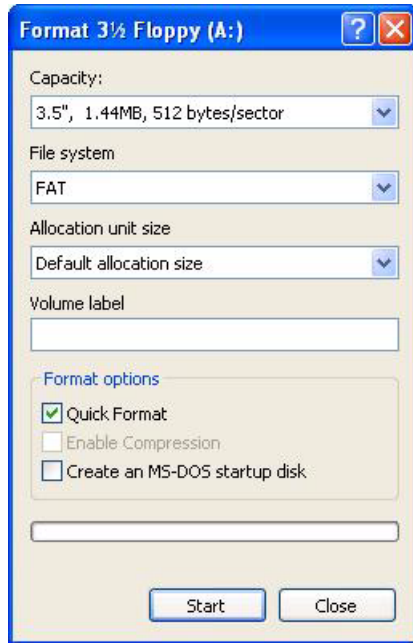 Format 3½ Floppy (A:)
Capacity:
3.5", 1.44MB, 512 bytes/sector
File system
FAT
Allocation unit size
Default allocation size
Volume label
Format options
Quick Format
Enable Compression
Create an MS-DOS startup disk
Start Close